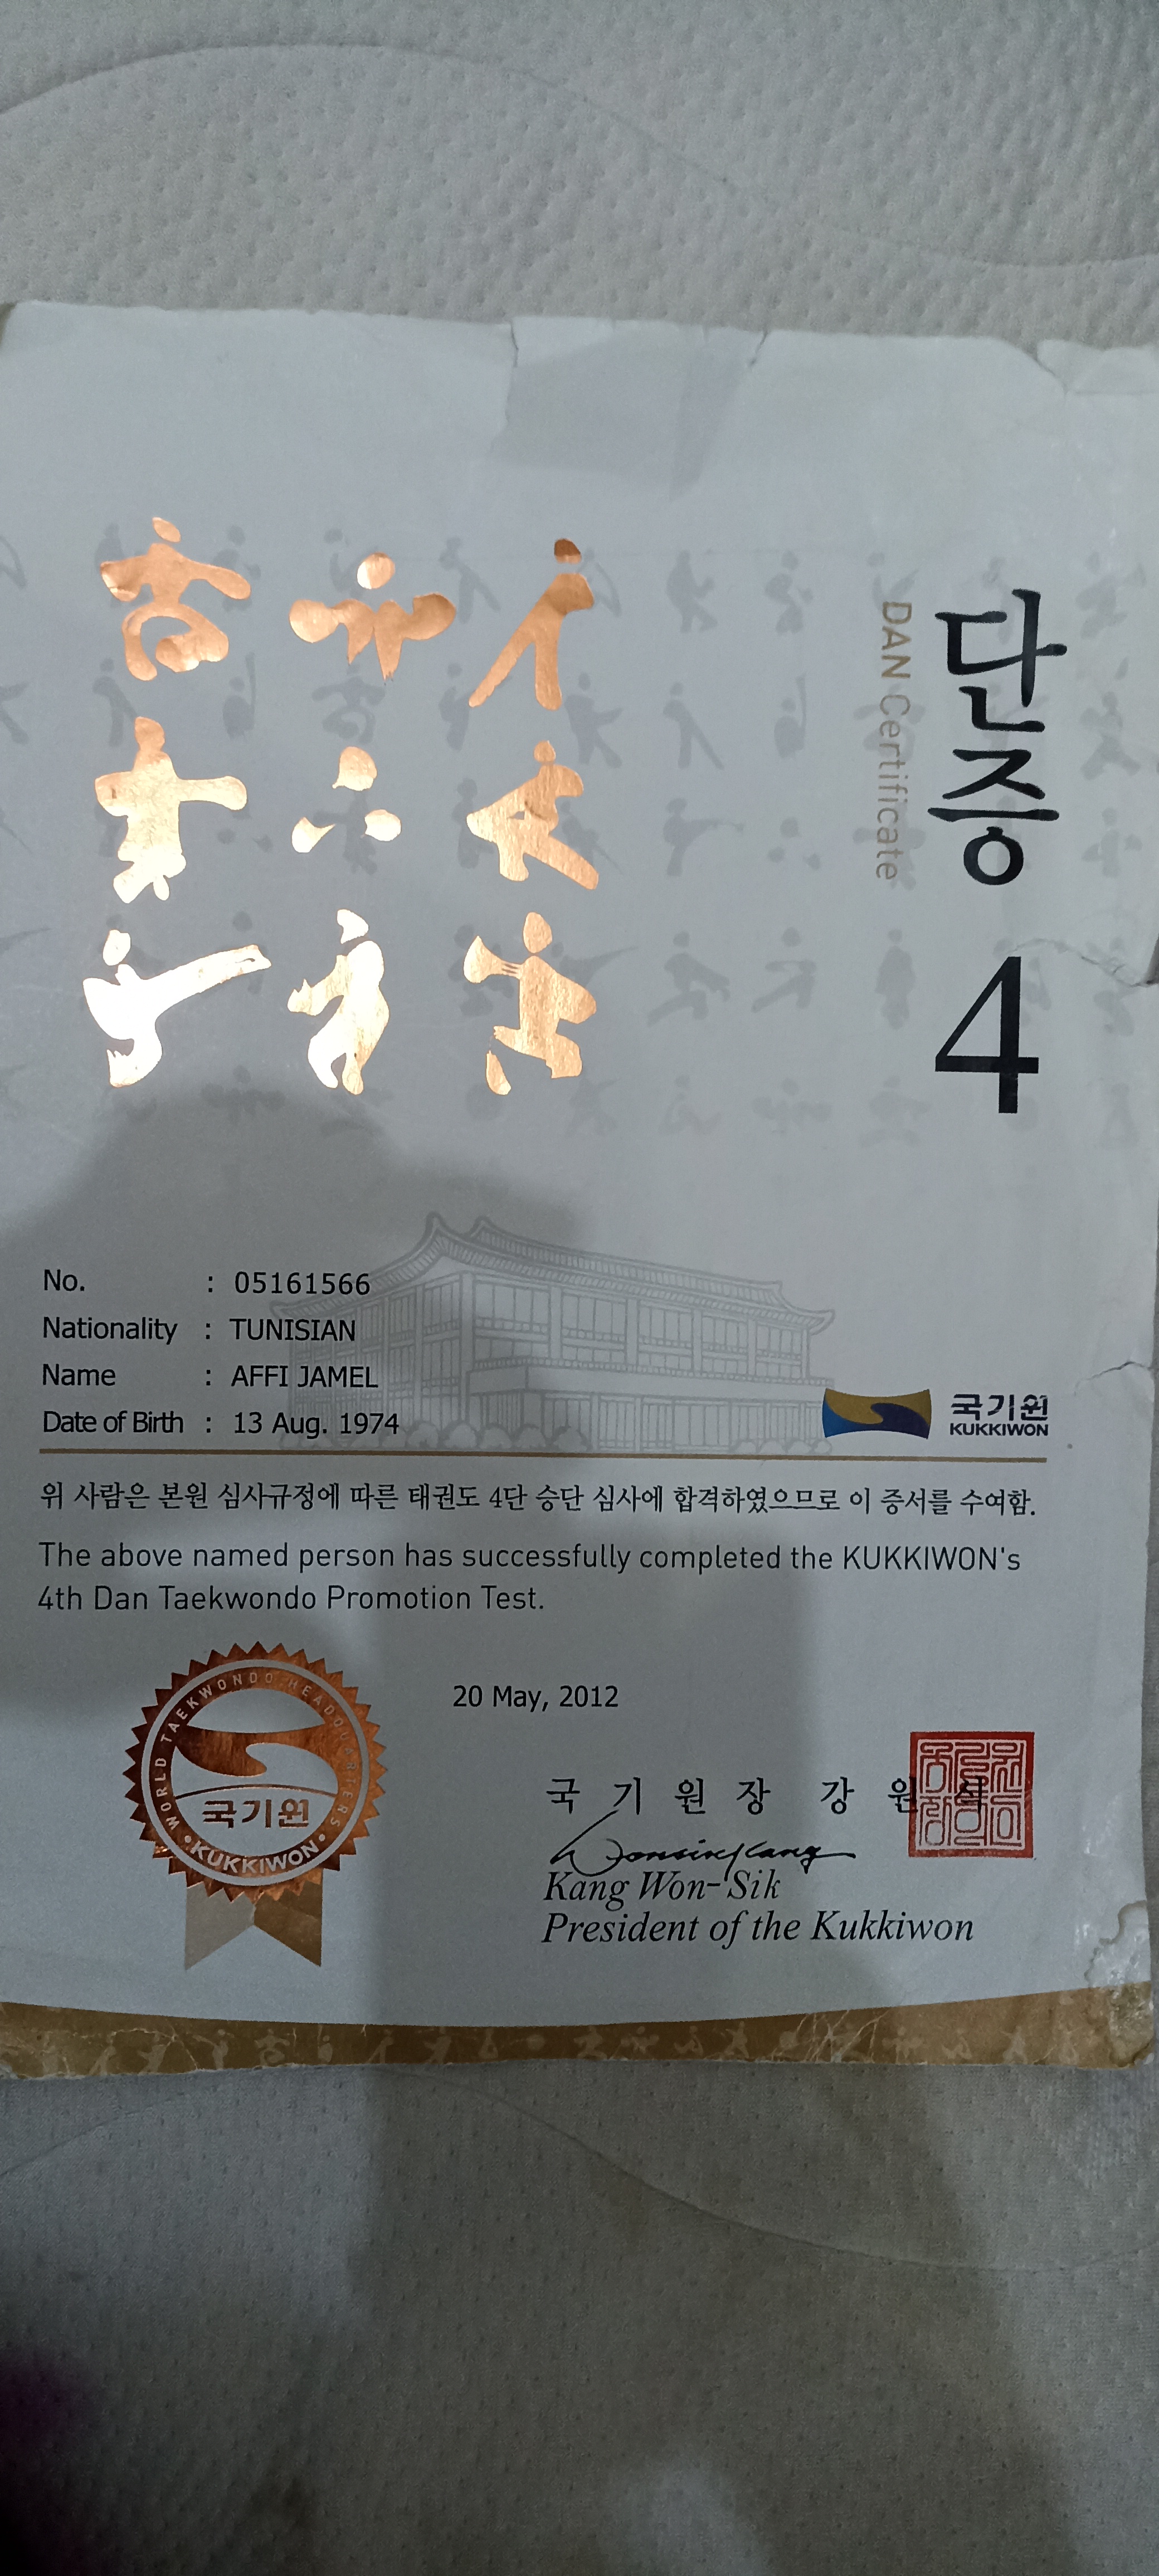 단증 4
DAN Certificate
No. : 05161566
Nationality : TUNISIAN
Name : AFFI JAMEL
Date of Birth : 13 Aug. 1974
국기원
KUKKIWON
위 사람은 본원 심사규정에 따른 태권도 4단 승단 심사에 합격하였으므로 이 증서를 수여함.
The above named person has successfully completed the KUKKIWON's
4th Dan Taekwondo Promotion Test.
20 May, 2012
WORLD TAEKWONDO HEADQUARTERS
국기원
KUKKIWON
국 기 원 장 강 원 식
Kang Won-Sik
President of the Kukkiwon